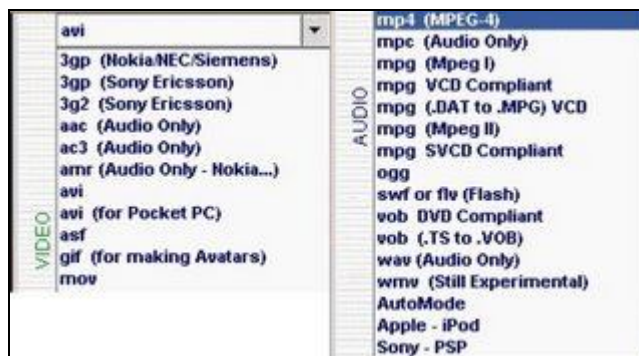 avi
3gp (Nokia/NEC/Siemens)
3gp (Sony Ericsson)
3g2 (Sony Ericsson)
aac (Audio Only)
ac3 (Audio Only)
amr (Audio Only - Nokia...)
avi
avi (for Pocket PC)
asf
gif (for making Avatars)
mov
VIDEO
mp4 (MPEG-4)
mpc (Audio Only)
mpg (Mpeg I)
mpg VCD Compliant
mpg (.DAT to .MPG) VCD
mpg (Mpeg II)
mpg SVCD Compliant
ogg
swf or flv (Flash)
vob DVD Compliant
vob (.TS to .VOB)
wav (Audio Only)
wmv (Still Experimental)
AutoMode
Apple - iPod
Sony - PSP
AUDIO